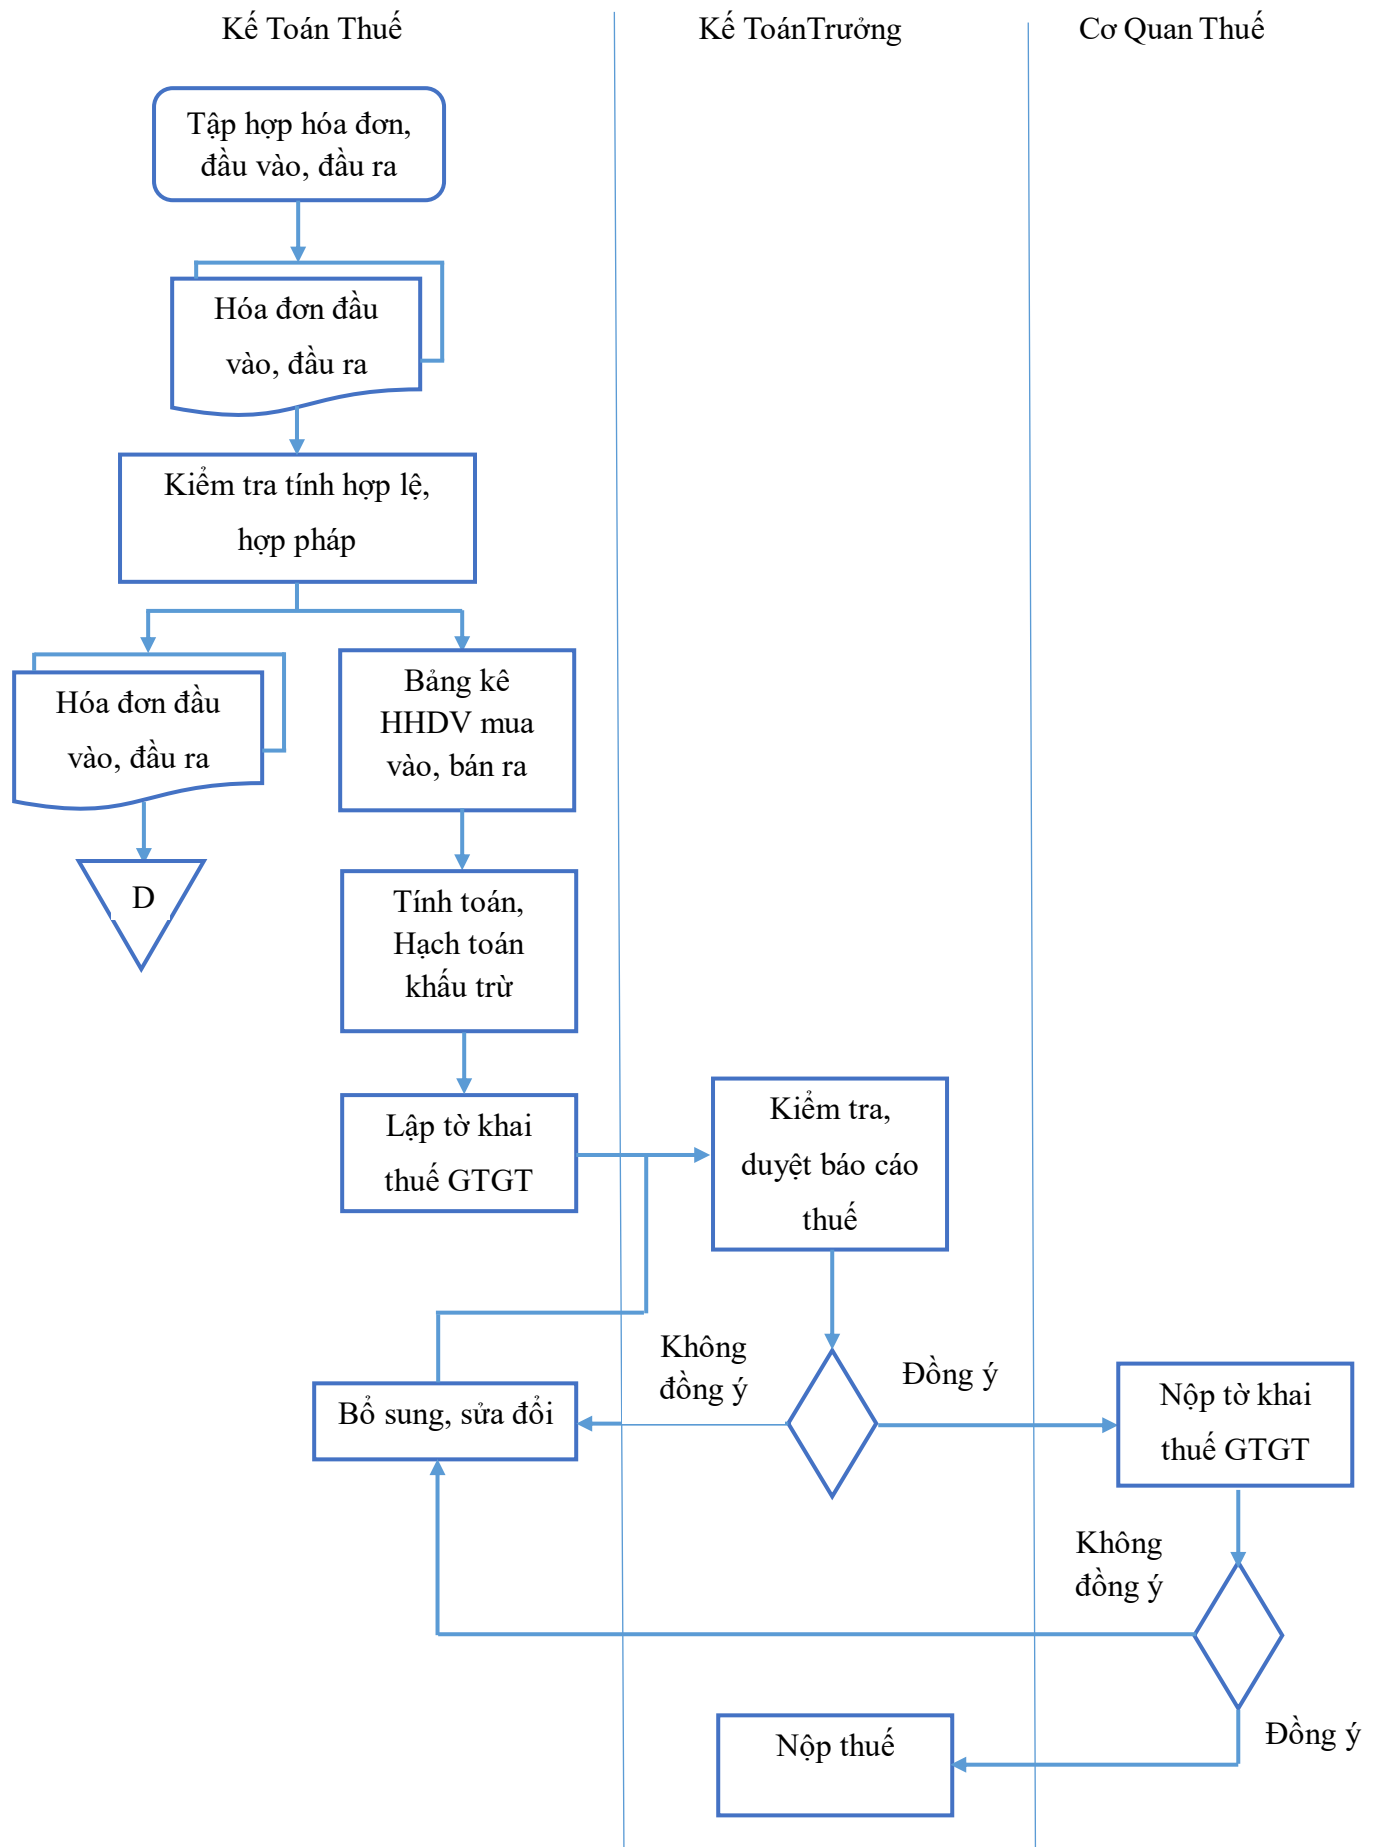 Kế Toán Thuế
Kế ToánTrưởng
Cơ Quan Thuế
Tập hợp hóa đơn,
đầu vào, đầu ra
Hóa đơn đầu
vào, đầu ra
Kiểm tra tính hợp lệ,
hợp pháp
Hóa đơn đầu
vào, đầu ra
Bảng kê
HHDV mua
vào, bán ra
D
Tính toán,
Hạch toán
khấu trừ
Lập tờ khai
thuế GTGT
Kiểm tra,
duyệt báo cáo
thuế
Không
đồng ý
Đồng ý
Bổ sung, sửa đổi
Nộp tờ khai
thuế GTGT
Không
đồng ý
Đồng ý
Nộp thuế